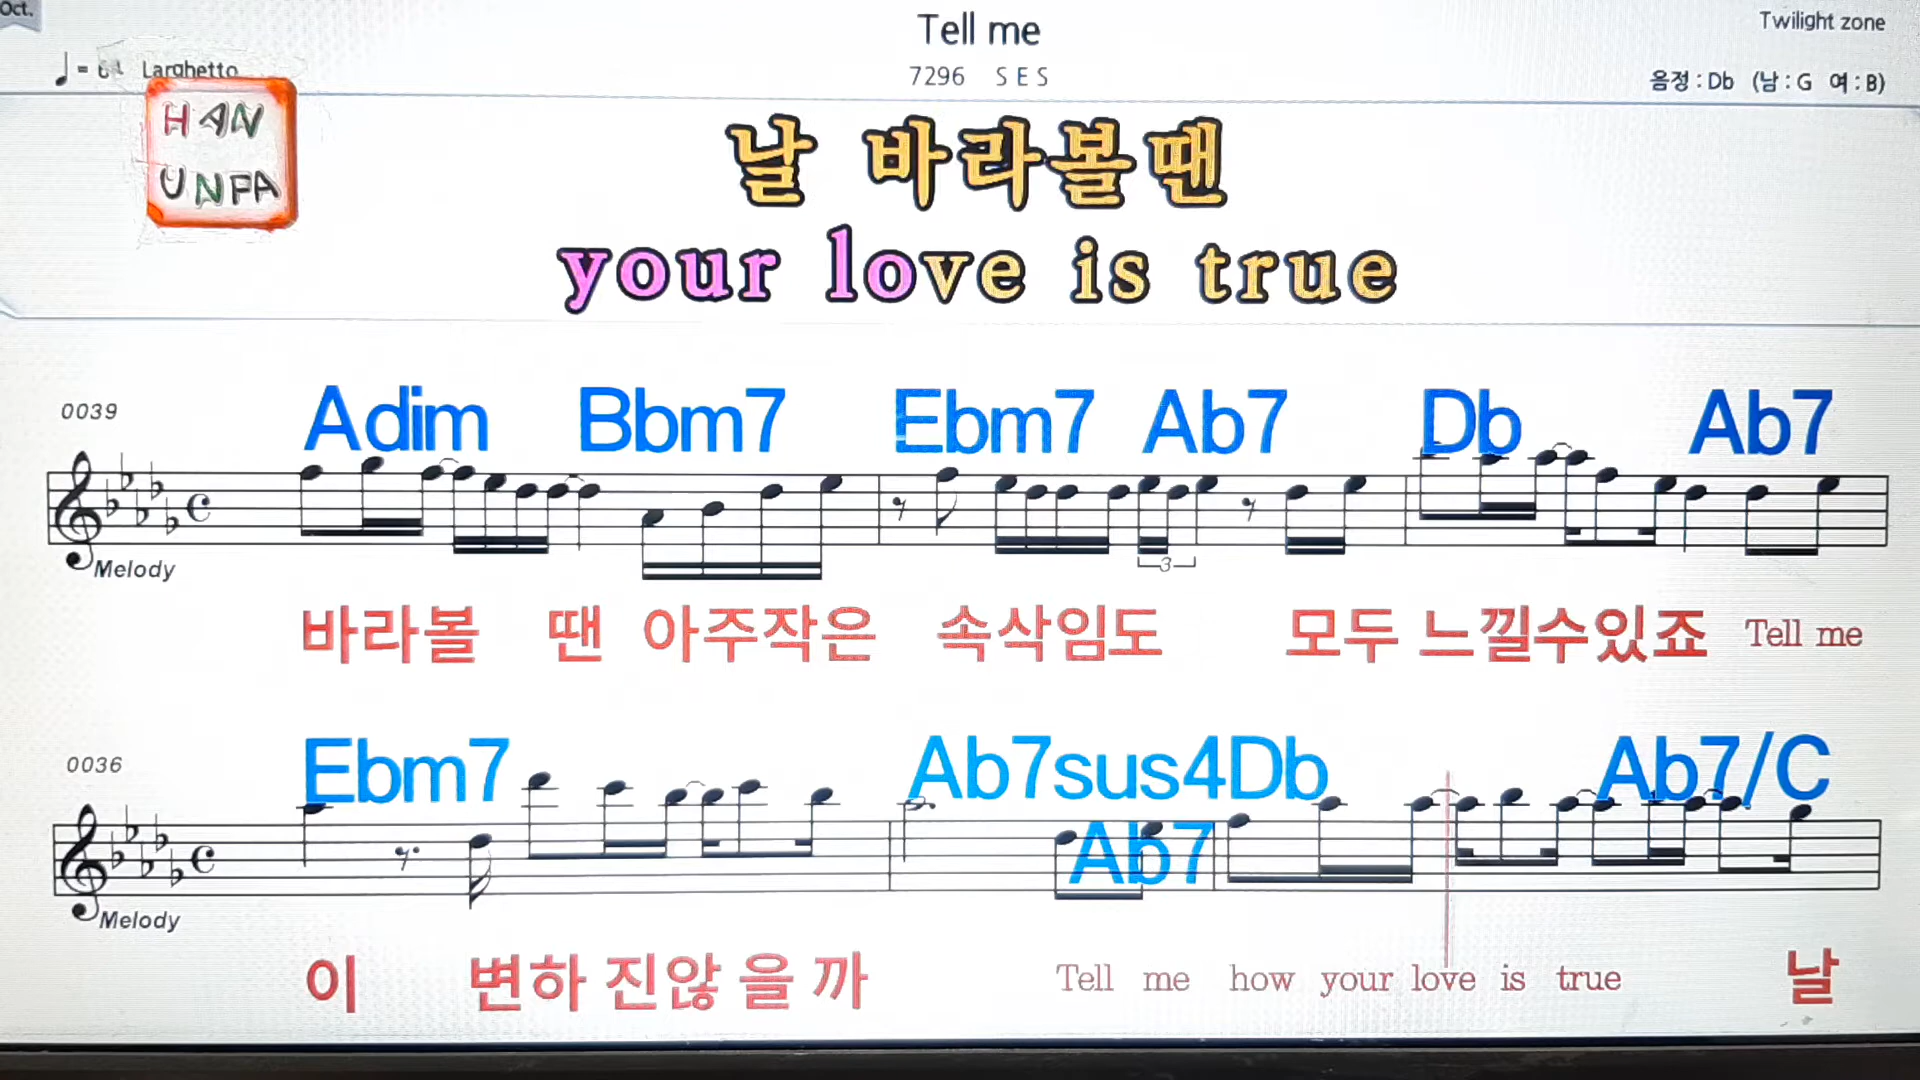 Oct.
Tell me
Twilight zone
Larghetto
7296 S E S
음정 : Db (남 : G 여 : B)
HAN
UNPA
날 바라볼땐
your love is true
0039
Adim Bbm7 Ebm7 Ab7 Db Ab7
3
Melody
바라볼 땐 아주작은 속삭임도 모두 느낄수있죠 Tell me
0036
Ebm7 Ab7sus4 Db Ab7/C
Ab7
Melody
이 변하 진않 을 까 Tell me how your love is true 날